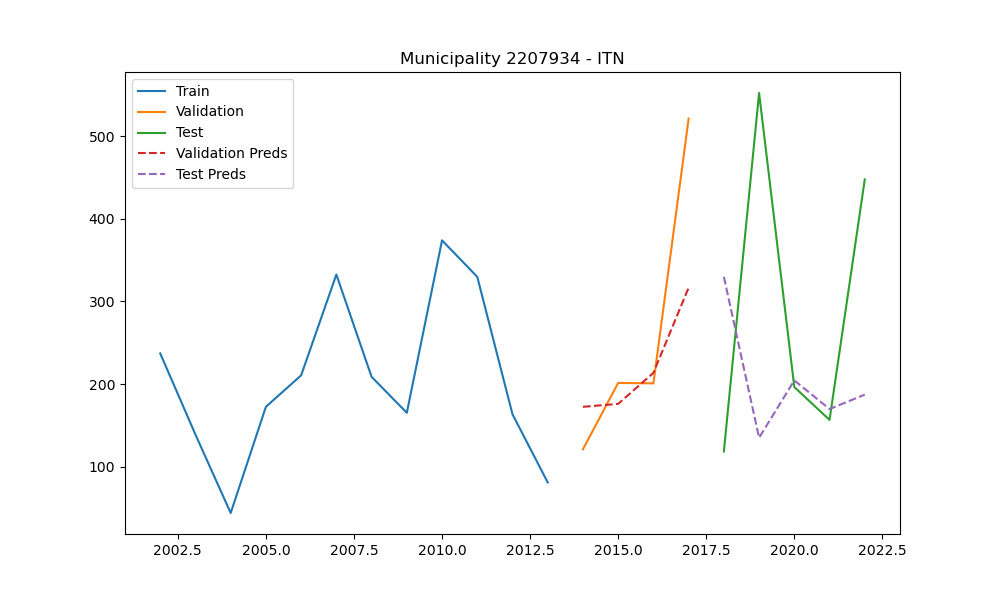 Municipality 2207934 - ITN
Train
Validation
Test
Validation Preds
Test Preds
500
400
300
200
100
2002.5 2005.0 2007.5 2010.0 2012.5 2015.0 2017.5 2020.0 2022.5